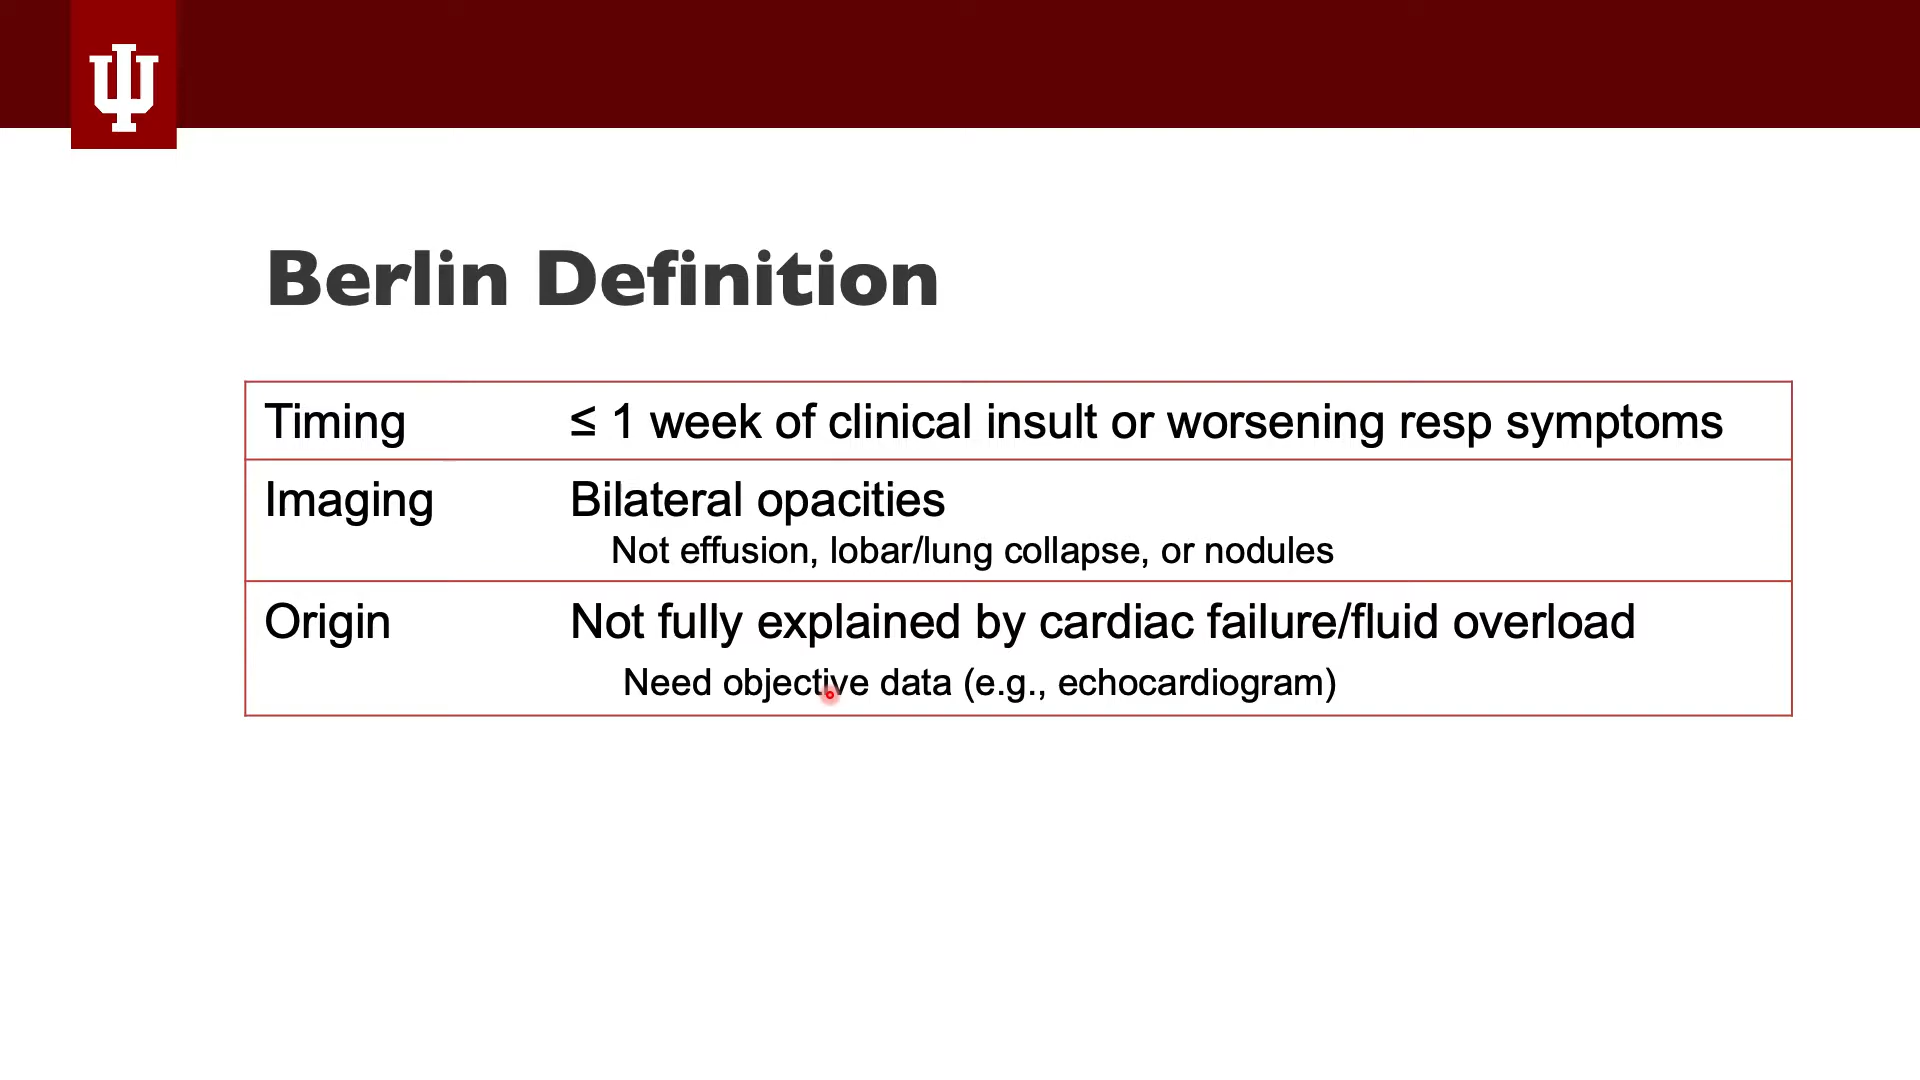 Berlin Definition
Timing ≤ 1 week of clinical insult or worsening resp symptoms
Imaging Bilateral opacities
Not effusion, lobar/lung collapse, or nodules
Origin Not fully explained by cardiac failure/fluid overload
Need objective data (e.g., echocardiogram)